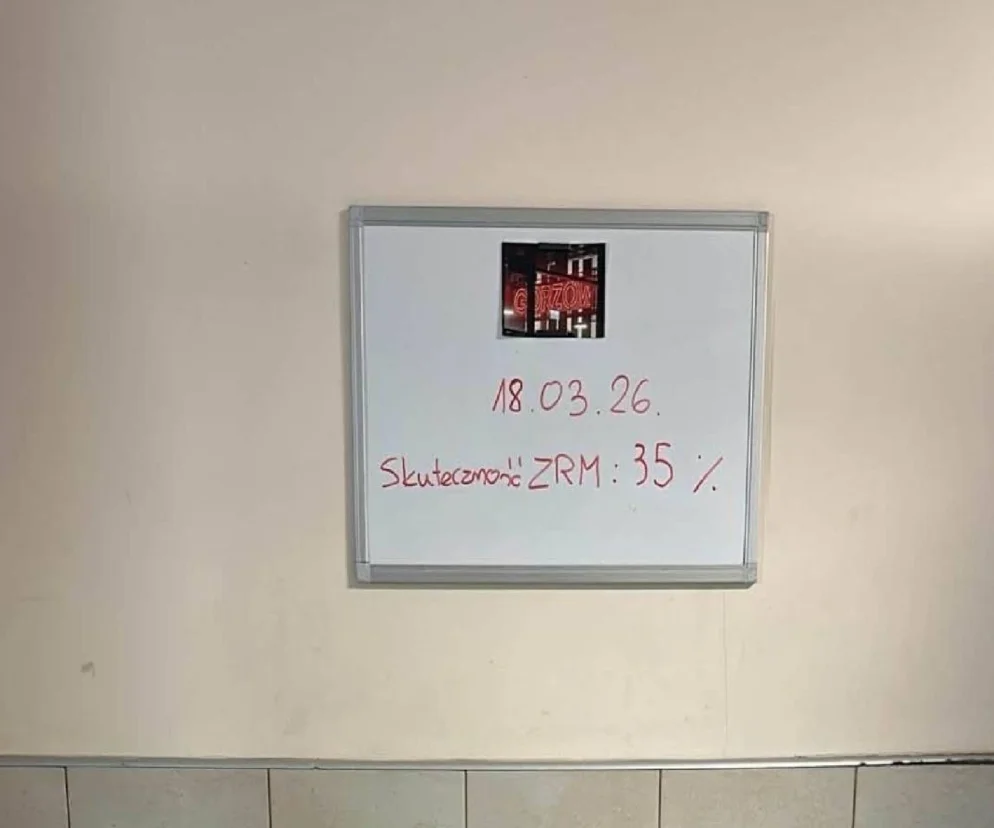 GORZÓW
18.03.26.
Skuteczność ZRM: 35 %